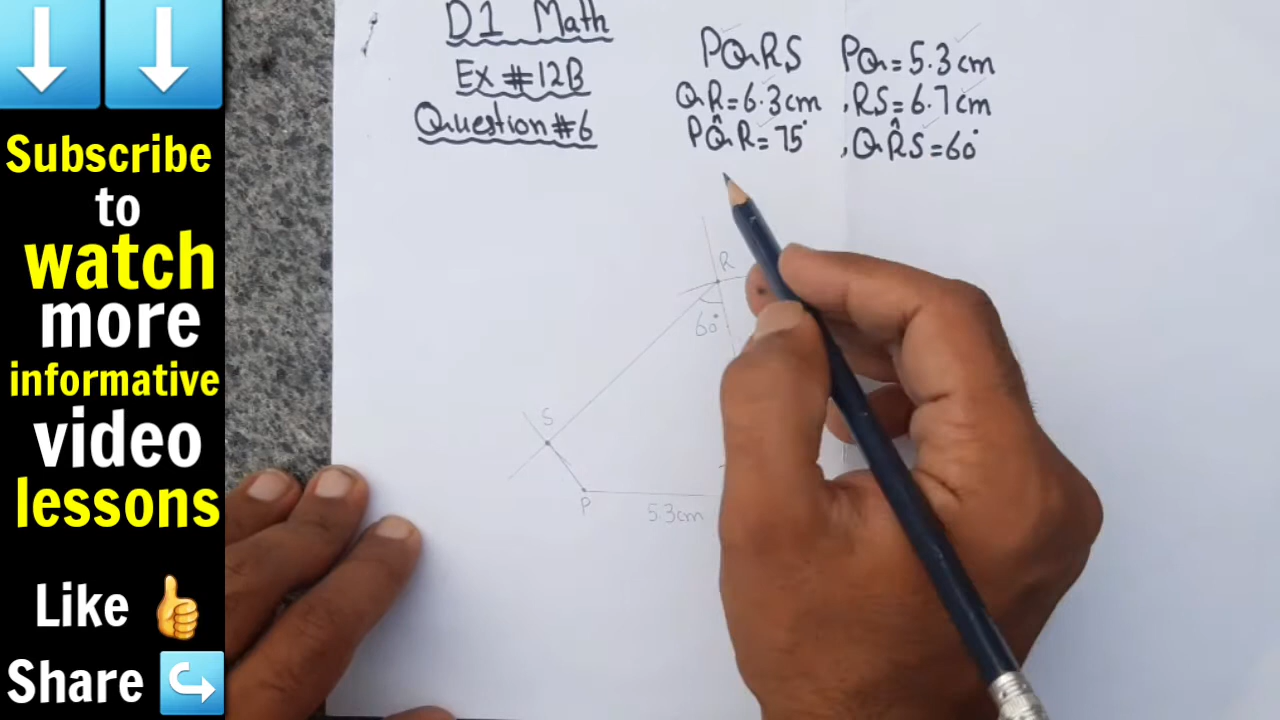 Subscribe
to
watch
more
informative
video
lessons
Like
Share
D1 Math
Ex #12B
Question #6
PQRS PQ=5.3cm
QR=6.3cm, RS=6.7cm
PQ̂R=75°, QR̂S=60°
R
60°
S
P
5.3cm